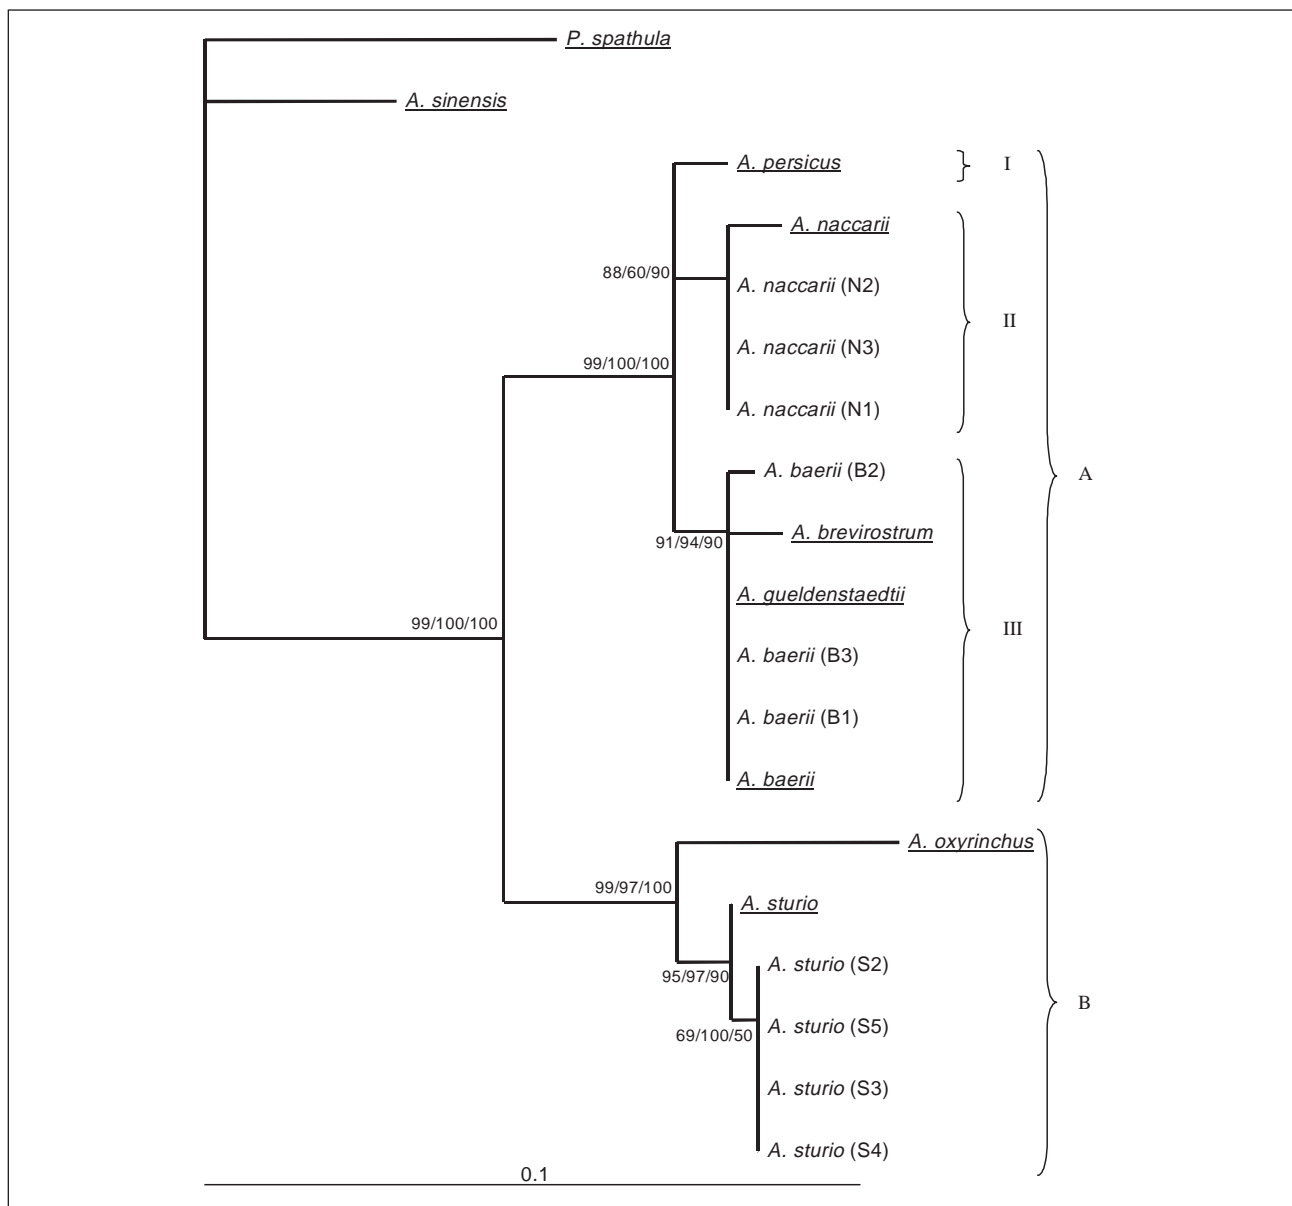 P. spathula
A. sinensis
A. persicus
I
A. naccarii
88/60/90
A. naccarii (N2)
II
A. naccarii (N3)
99/100/100
A. naccarii (N1)
A. baerii (B2)
A
A. brevirostrum
91/94/90
A. gueldenstaedtii
99/100/100
III
A. baerii (B3)
A. baerii (B1)
A. baerii
A. oxyrinchus
99/97/100
A. sturio
A. sturio (S2)
95/97/90
B
A. sturio (S5)
69/100/50
A. sturio (S3)
A. sturio (S4)
0.1